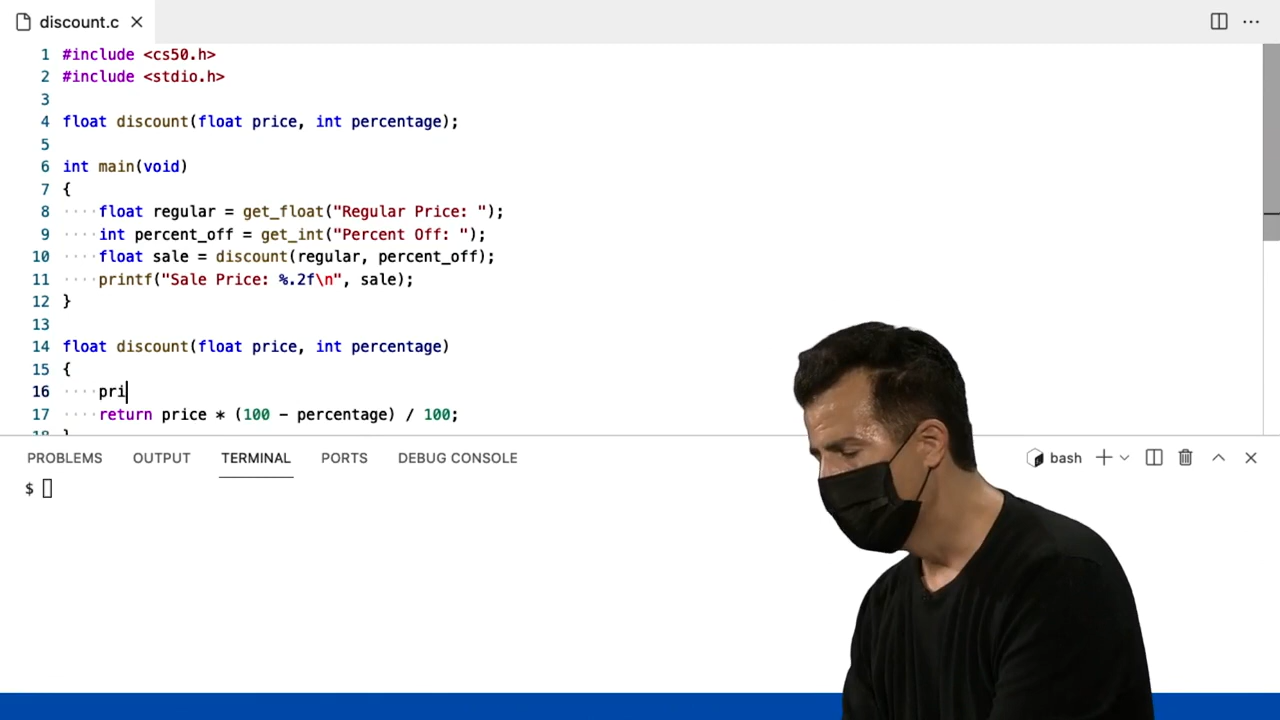 discount.c
1 #include <cs50.h>
2 #include <stdio.h>
3
4 float discount(float price, int percentage);
5
6 int main(void)
7 {
8 ····float regular = get_float("Regular Price: ");
9 ····int percent_off = get_int("Percent Off: ");
10 ····float sale = discount(regular, percent_off);
11 ····printf("Sale Price: %.2f\n", sale);
12 }
13
14 float discount(float price, int percentage)
15 {
16 ····pri
17 ····return price * (100 - percentage) / 100;
18 }
PROBLEMS OUTPUT TERMINAL PORTS DEBUG CONSOLE bash
$